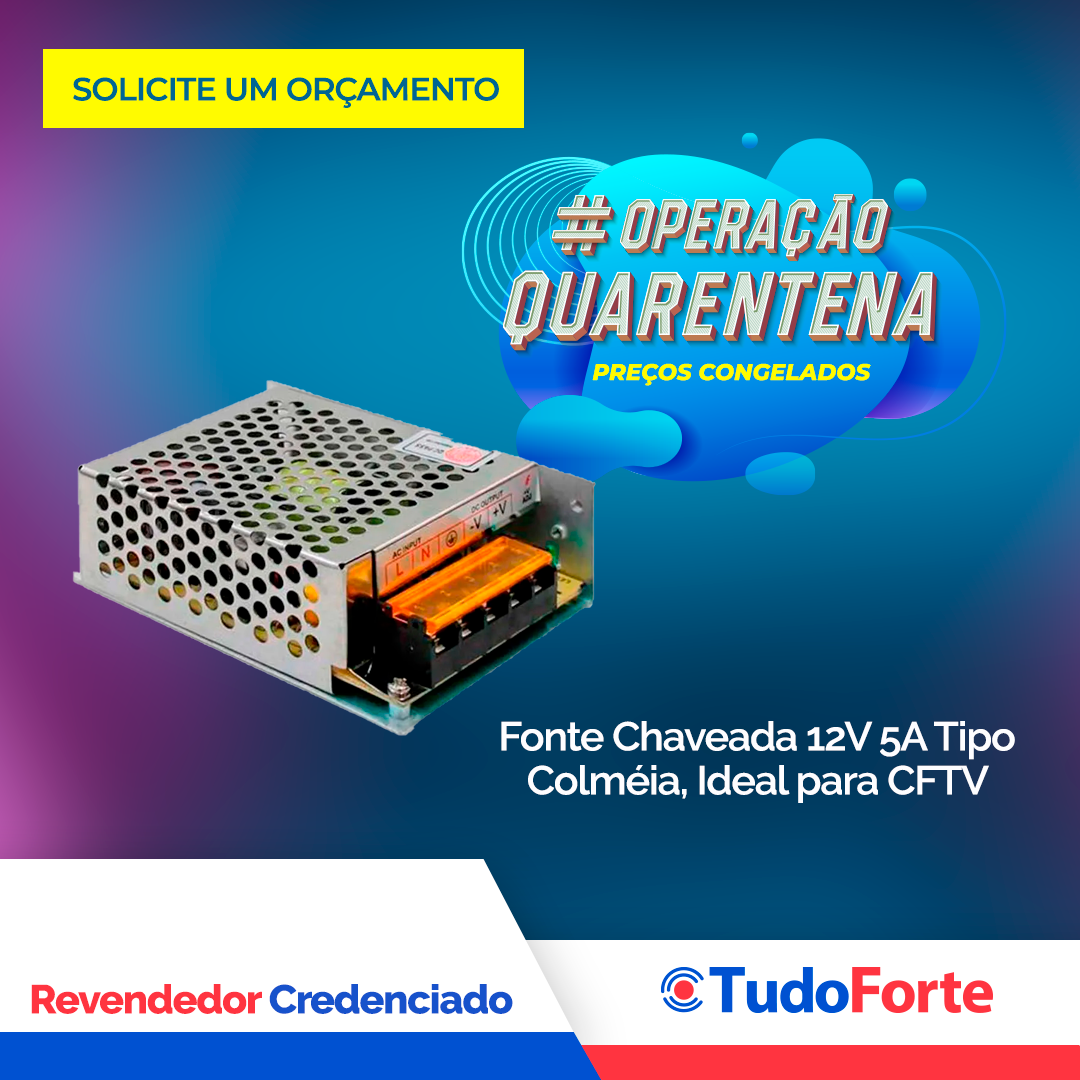 SOLICITE UM ORÇAMENTO
#OPERAÇÃO
QUARENTENA
PREÇOS CONGELADOS
AC INPUT
DC OUTPUT
L N -V +V
ADJ
Fonte Chaveada 12V 5A Tipo
Colméia, Ideal para CFTV
Revendedor Credenciado
TudoForte